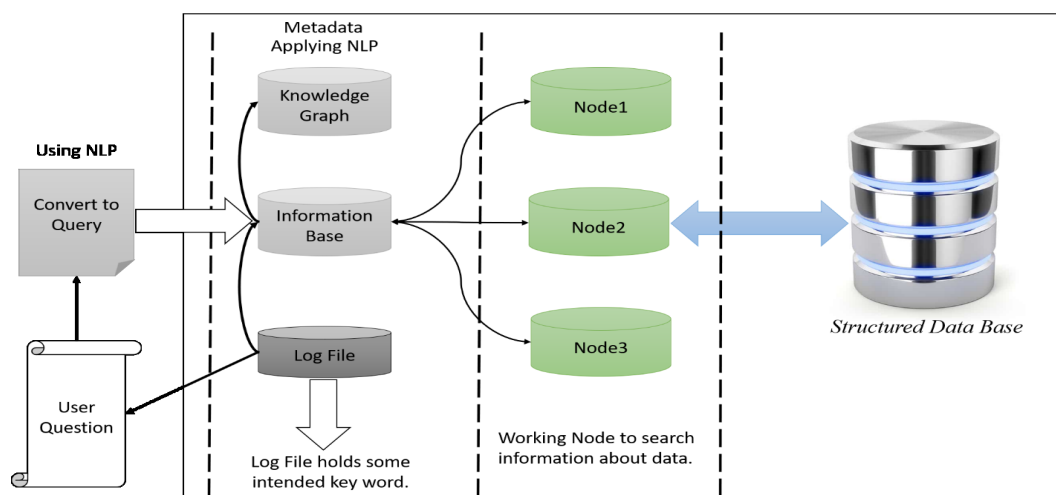 Metadata
Applying NLP
Knowledge
Graph
Node1
Using NLP
Convert to
Query
Information
Base
Node2
Structured Data Base
Log File
Node3
User
Question
Working Node to search
information about data.
Log File holds some
intended key word.